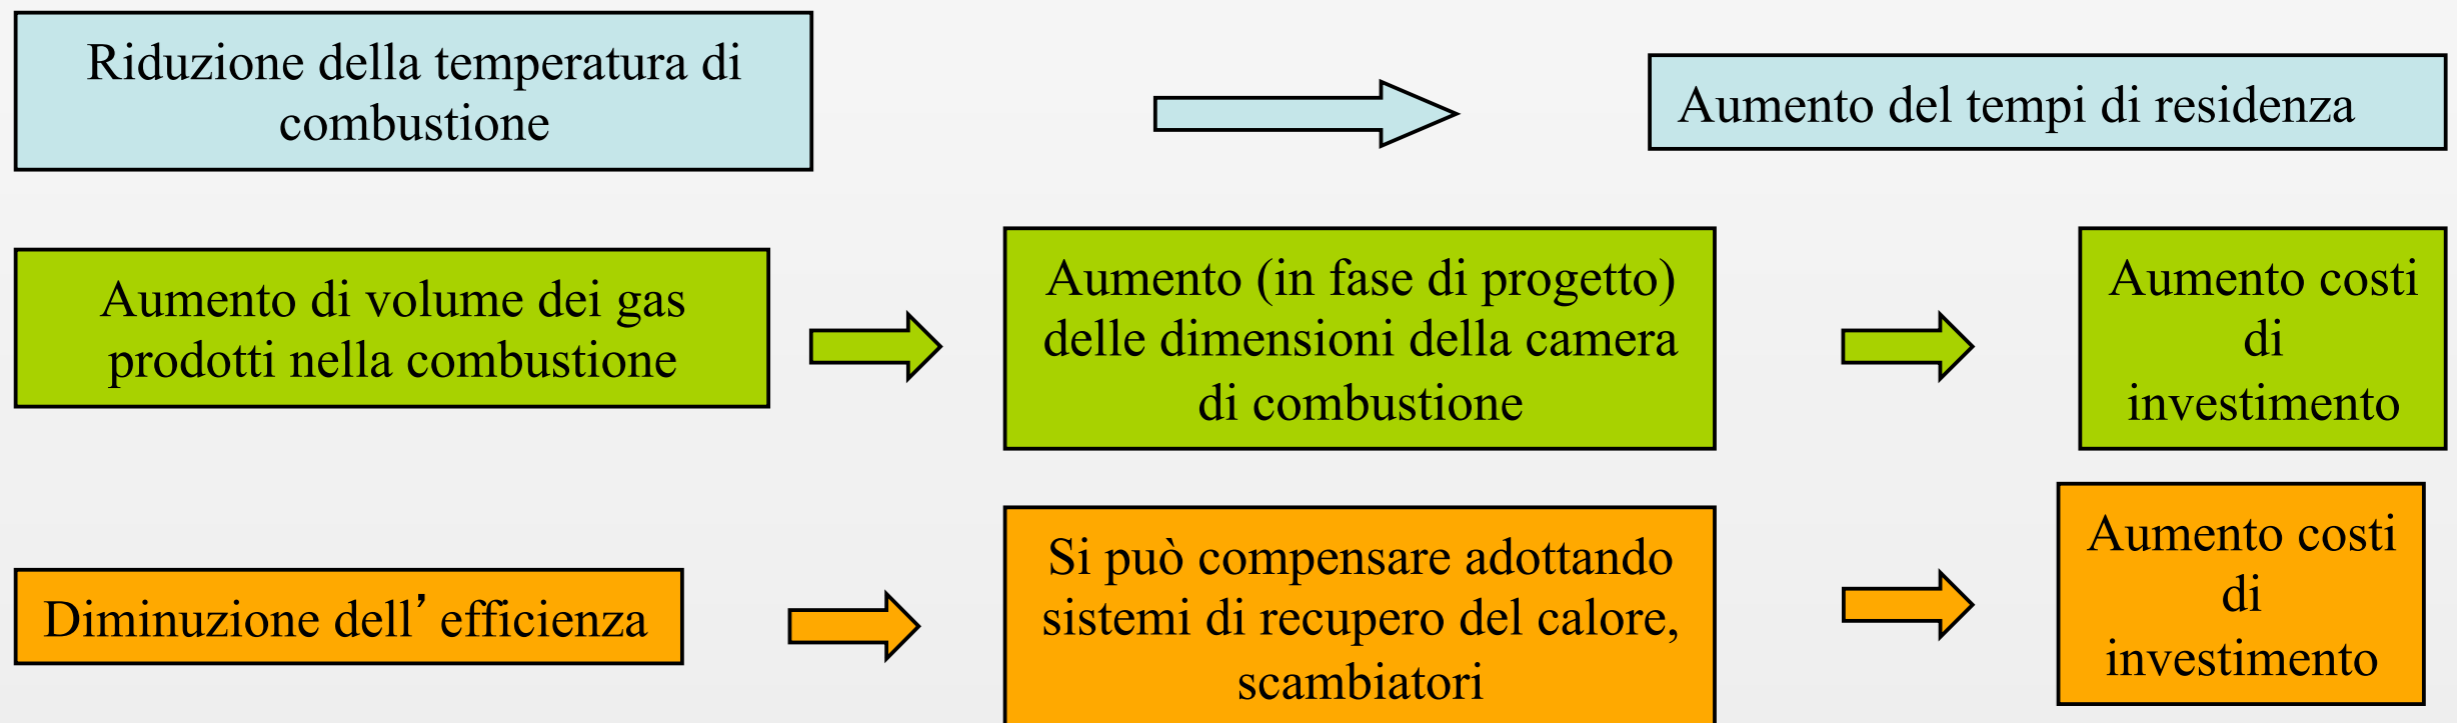 Riduzione della temperatura di
combustione
Aumento del tempi di residenza
Aumento di volume dei gas
prodotti nella combustione
Aumento (in fase di progetto)
delle dimensioni della camera
di combustione
Aumento costi
di
investimento
Diminuzione dell’ efficienza
Si può compensare adottando
sistemi di recupero del calore,
scambiatori
Aumento costi
di
investimento